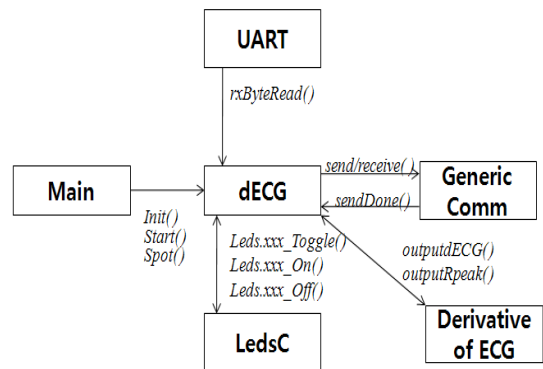 UART
rxByteRead()
send/receive()
Main
dECG
Generic
Comm
sendDone()
Init()
Start()
Spot()
Leds.xxx_Toggle()
Leds.xxx_On()
Leds.xxx_Off()
outputdECG()
outputRpeak()
LedsC
Derivative
of ECG